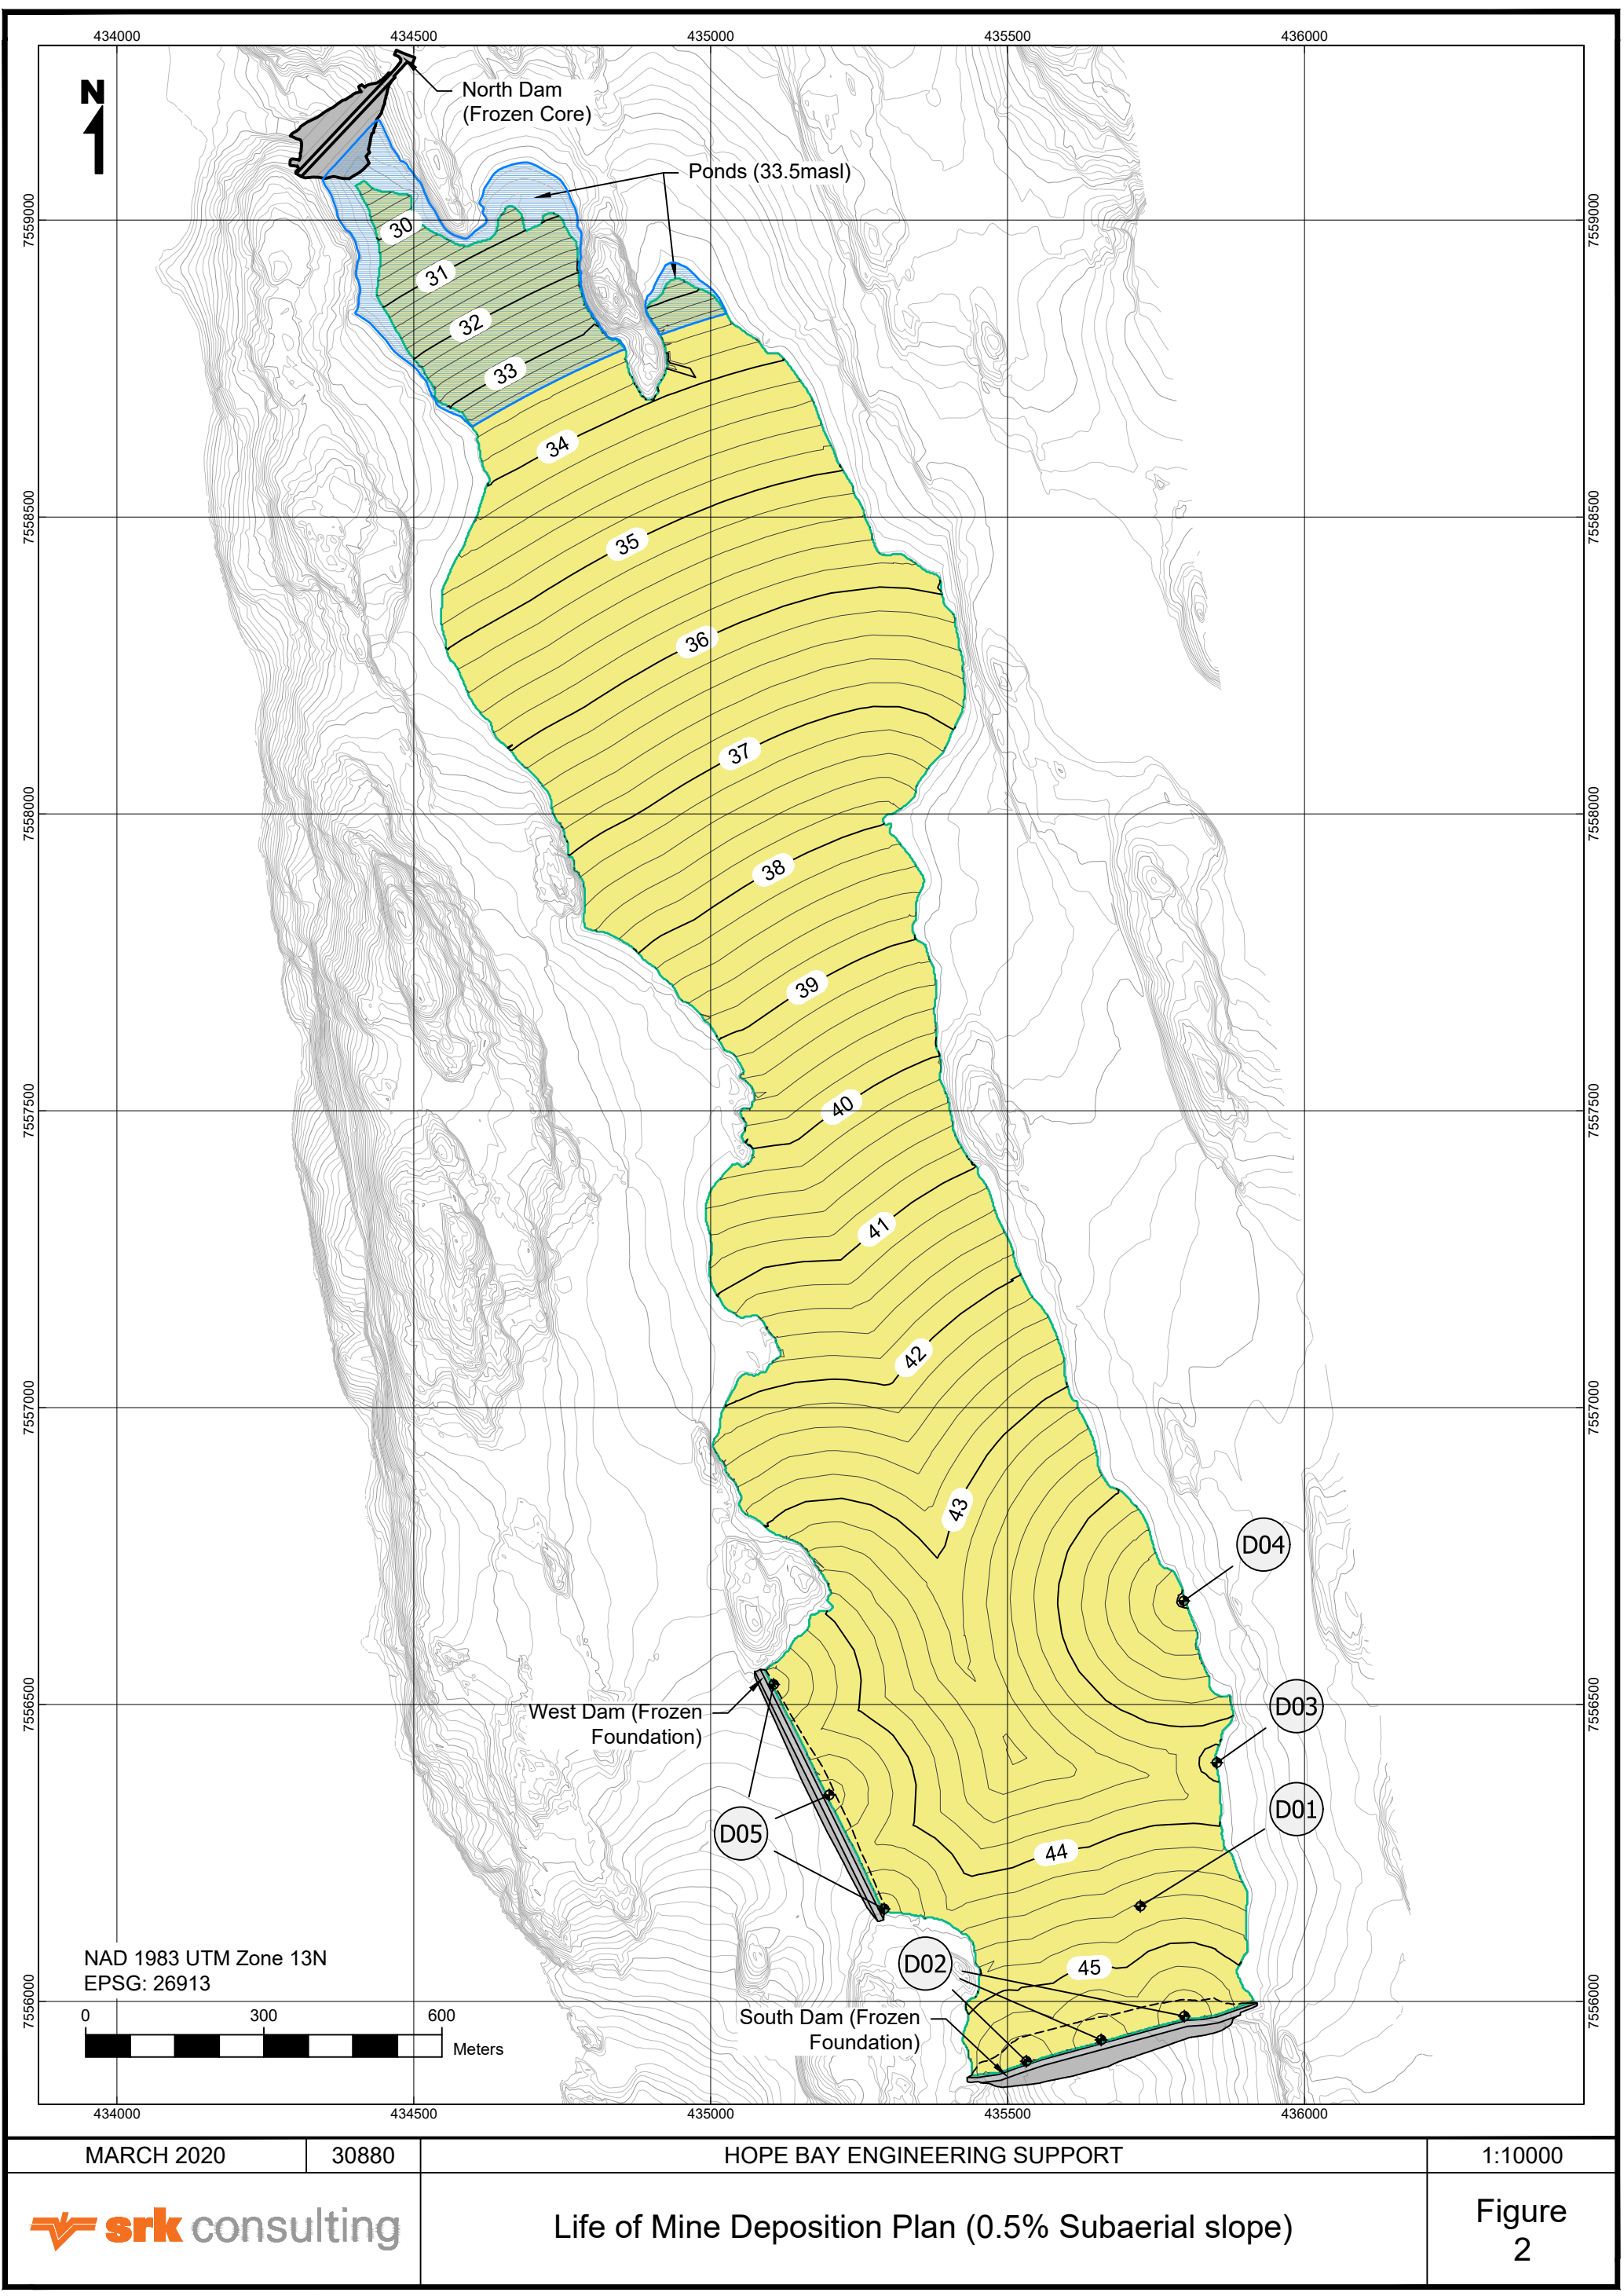 434000
434500
435000
435500
436000
N
North Dam
(Frozen Core)
Ponds (33.5masl)
7559000
7559000
30
31
32
33
34
7558500
7558500
35
36
37
7558000
7558000
38
39
7557500
7557500
40
41
42
7557000
7557000
43
D04
7556500
7556500
West Dam (Frozen
Foundation)
D03
D01
D05
44
D02
45
NAD 1983 UTM Zone 13N
EPSG: 26913
7556000
7556000
0
300
600
Meters
South Dam (Frozen
Foundation)
434000
434500
435000
435500
436000
MARCH 2020
30880
HOPE BAY ENGINEERING SUPPORT
1:10000
srk consulting
Life of Mine Deposition Plan (0.5% Subaerial slope)
Figure
2